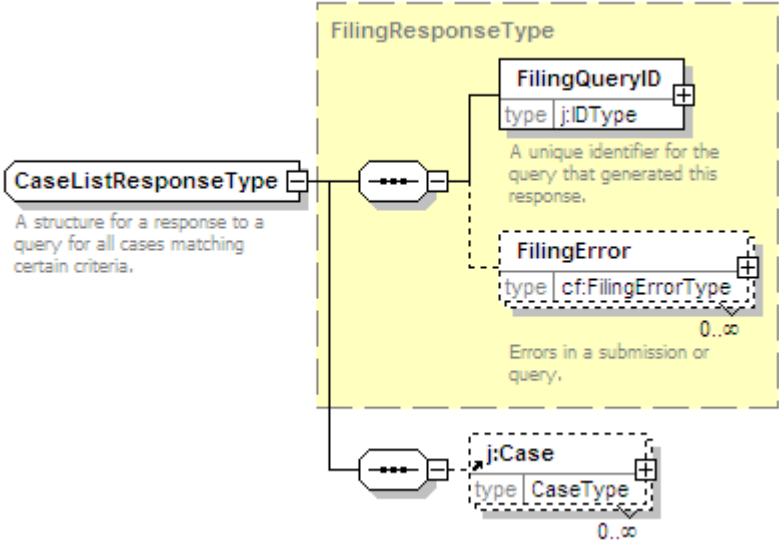 FilingResponseType
FilingQueryID
type j:IDType
A unique identifier for the
query that generated this
response.
CaseListResponseType
A structure for a response to a
query for all cases matching
certain criteria.
FilingError
type cf:FilingErrorType
0..∞
Errors in a submission or
query.
j:Case
type CaseType
0..∞